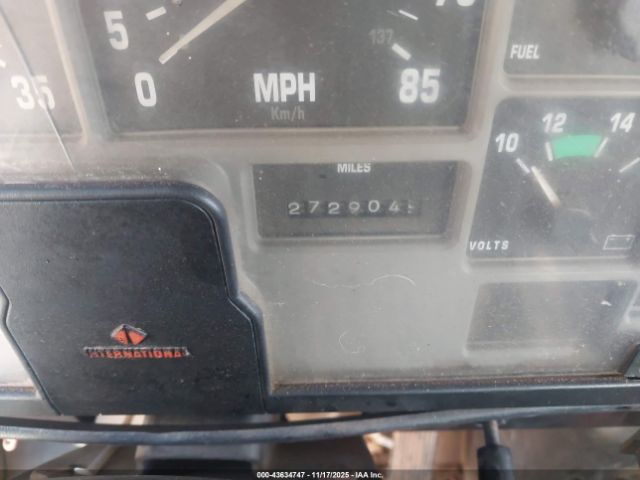 5
0
137
85
MPH
Km/h
35
FUEL
10 12 14
VOLTS
MILES
272904
INTERNATIONAL
000-43634747 - 11/17/2025 - IAA Inc.